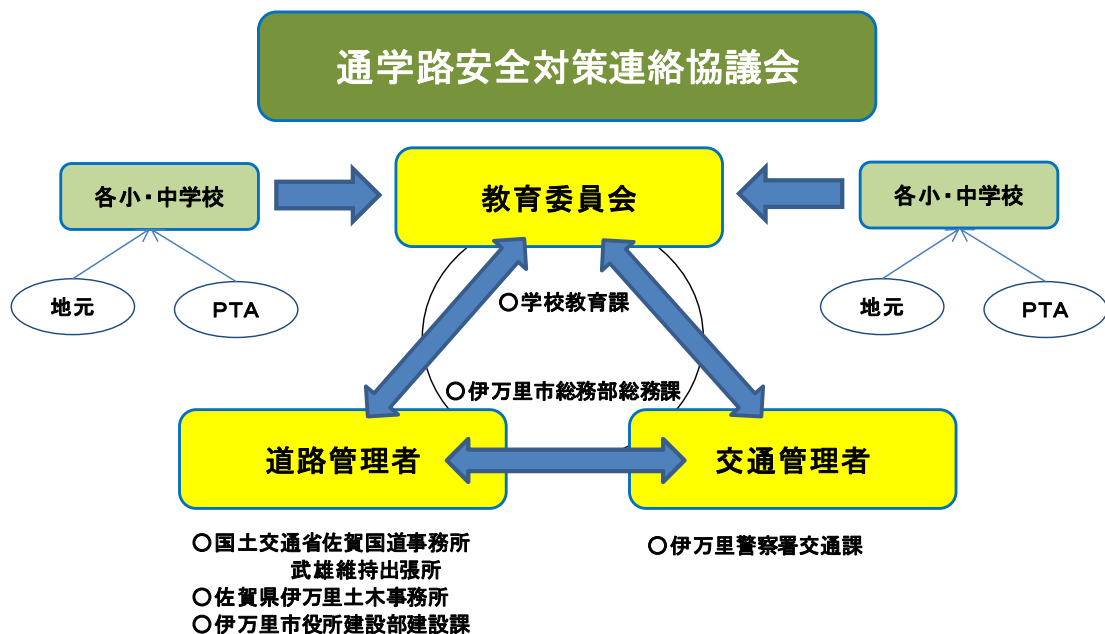 通学路安全対策連絡協議会
各小・中学校
教育委員会
各小・中学校
地元
PTA
○学校教育課
地元
PTA
○伊万里市総務部総務課
道路管理者
交通管理者
○国土交通省佐賀国道事務所
武雄維持出張所
○佐賀県伊万里土木事務所
○伊万里市役所建設部建設課
○伊万里警察署交通課